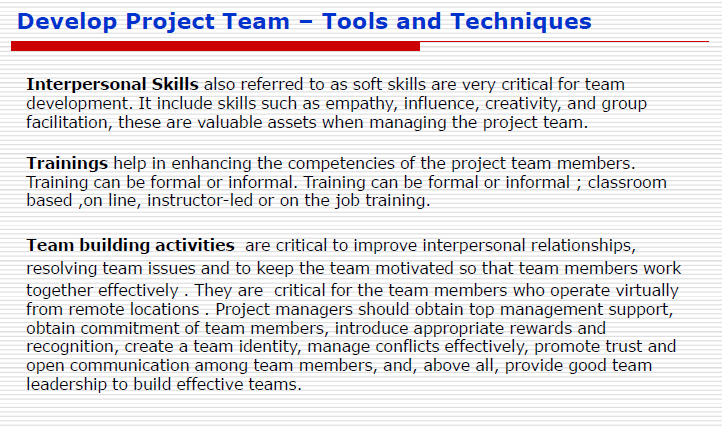 Develop Project Team – Tools and Techniques
Interpersonal Skills also referred to as soft skills are very critical for team
development. It include skills such as empathy, influence, creativity, and group
facilitation, these are valuable assets when managing the project team.
Trainings help in enhancing the competencies of the project team members.
Training can be formal or informal. Training can be formal or informal ; classroom
based ,on line, instructor-led or on the job training.
Team building activities  are critical to improve interpersonal relationships,
resolving team issues and to keep the team motivated so that team members work
together effectively . They are  critical for the team members who operate virtually
from remote locations . Project managers should obtain top management support,
obtain commitment of team members, introduce appropriate rewards and
recognition, create a team identity, manage conflicts effectively, promote trust and
open communication among team members, and, above all, provide good team
leadership to build effective teams.